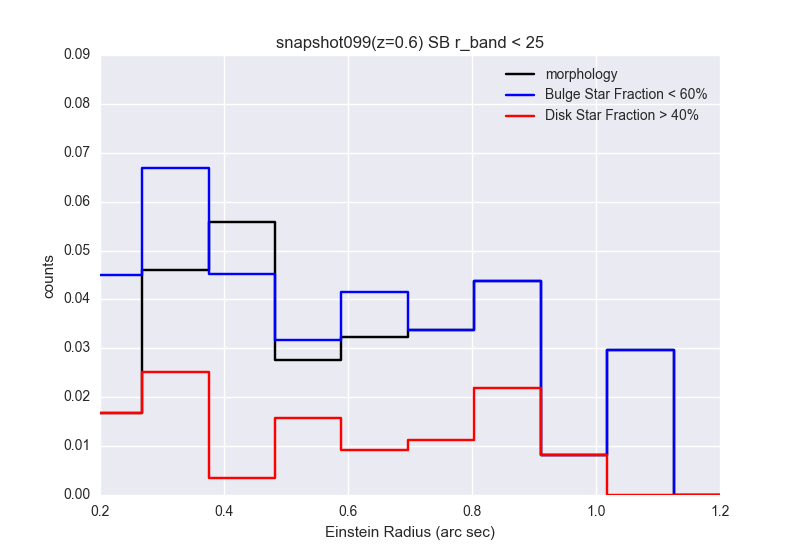 snapshot099(z=0.6) SB r_band < 25
morphology
Bulge Star Fraction < 60%
Disk Star Fraction > 40%
0.09
0.08
0.07
0.06
0.05
0.04
0.03
0.02
0.01
0.00
counts
0.2 0.4 0.6 0.8 1.0 1.2
Einstein Radius (arc sec)